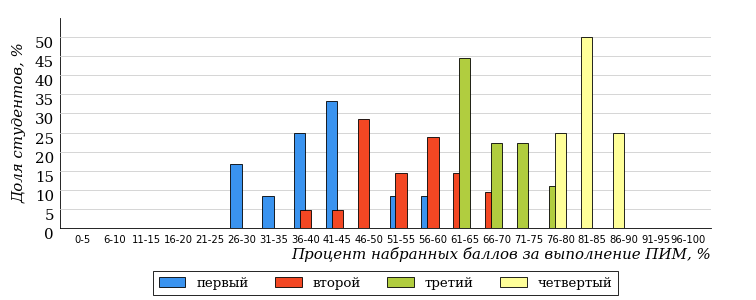 Доля студентов, %
50
45
40
35
30
25
20
15
10
5
0
0-5 6-10 11-15 16-20 21-25 26-30 31-35 36-40 41-45 46-50 51-55 56-60 61-65 66-70 71-75 76-80 81-85 86-90 91-95 96-100
Процент набранных баллов за выполнение ПИМ, %
первый второй третий четвертый